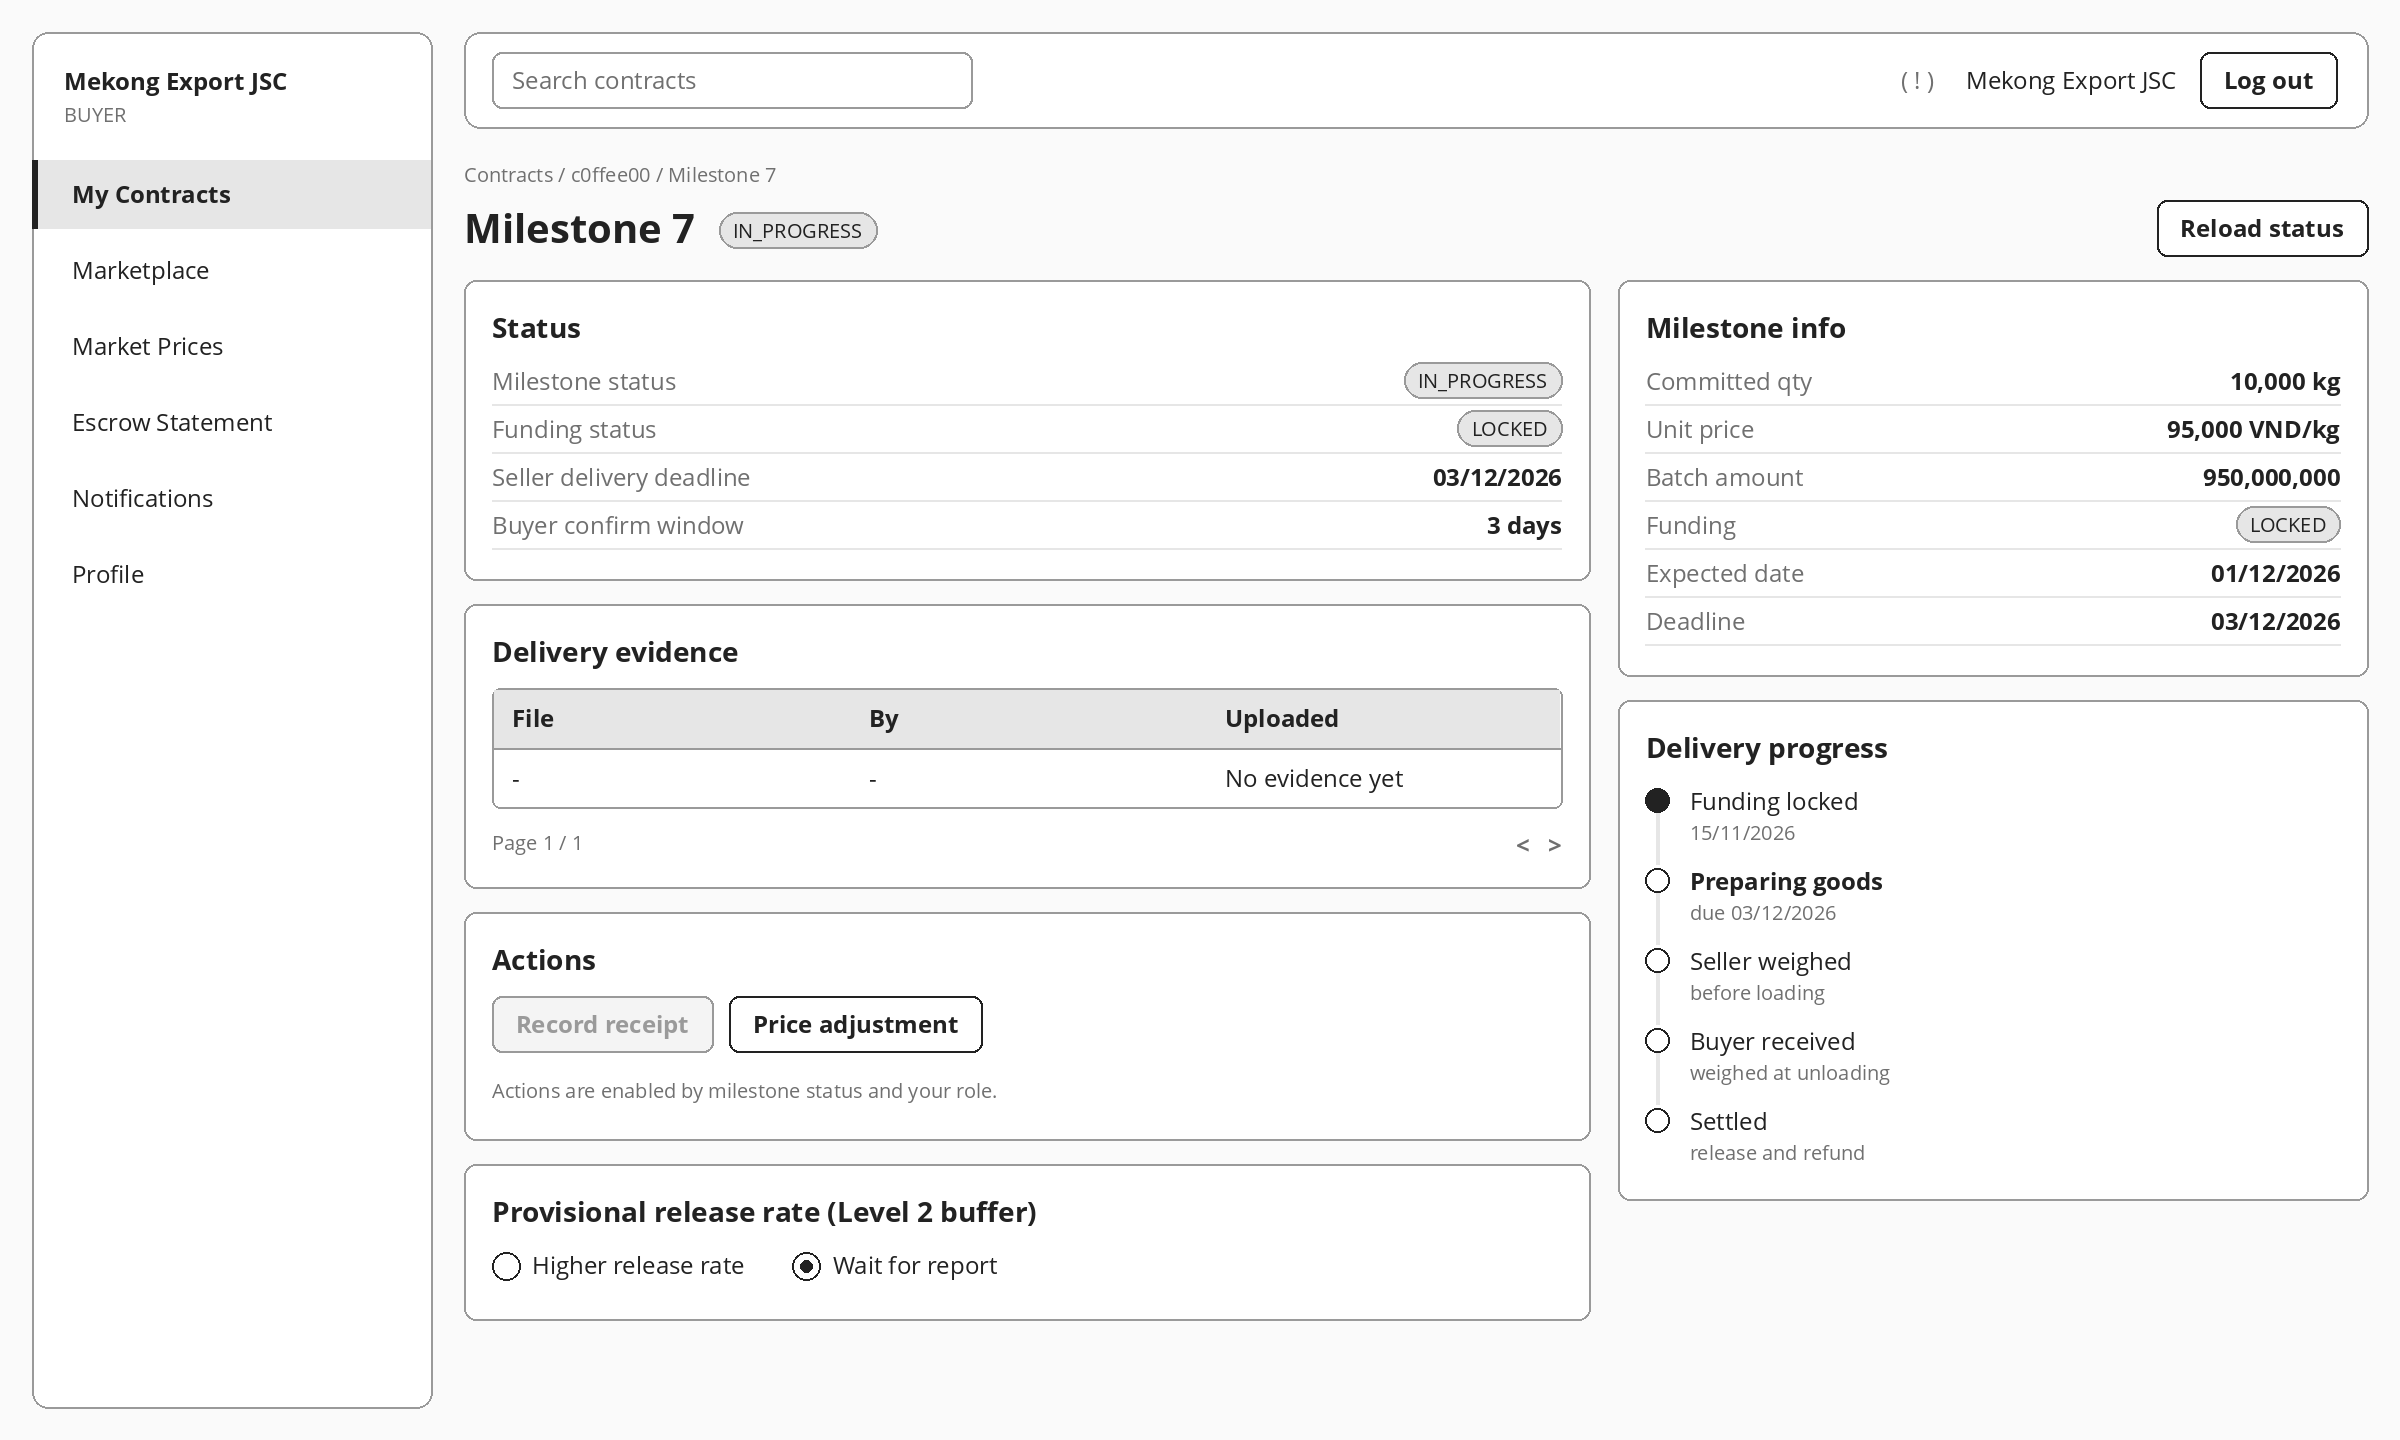 Mekong Export JSC
BUYER
My Contracts
Marketplace
Market Prices
Escrow Statement
Notifications
Profile
Search contracts
(!) Mekong Export JSC Log out
Contracts / c0ffee00 / Milestone 7
Milestone 7 IN_PROGRESS
Reload status
Status
Milestone status IN_PROGRESS
Funding status LOCKED
Seller delivery deadline 03/12/2026
Buyer confirm window 3 days
Delivery evidence
File By Uploaded
- - No evidence yet
Page 1 / 1 < >
Actions
Record receipt Price adjustment
Actions are enabled by milestone status and your role.
Provisional release rate (Level 2 buffer)
Higher release rate Wait for report
Milestone info
Committed qty 10,000 kg
Unit price 95,000 VND/kg
Batch amount 950,000,000
Funding LOCKED
Expected date 01/12/2026
Deadline 03/12/2026
Delivery progress
Funding locked
15/11/2026
Preparing goods
due 03/12/2026
Seller weighed
before loading
Buyer received
weighed at unloading
Settled
release and refund